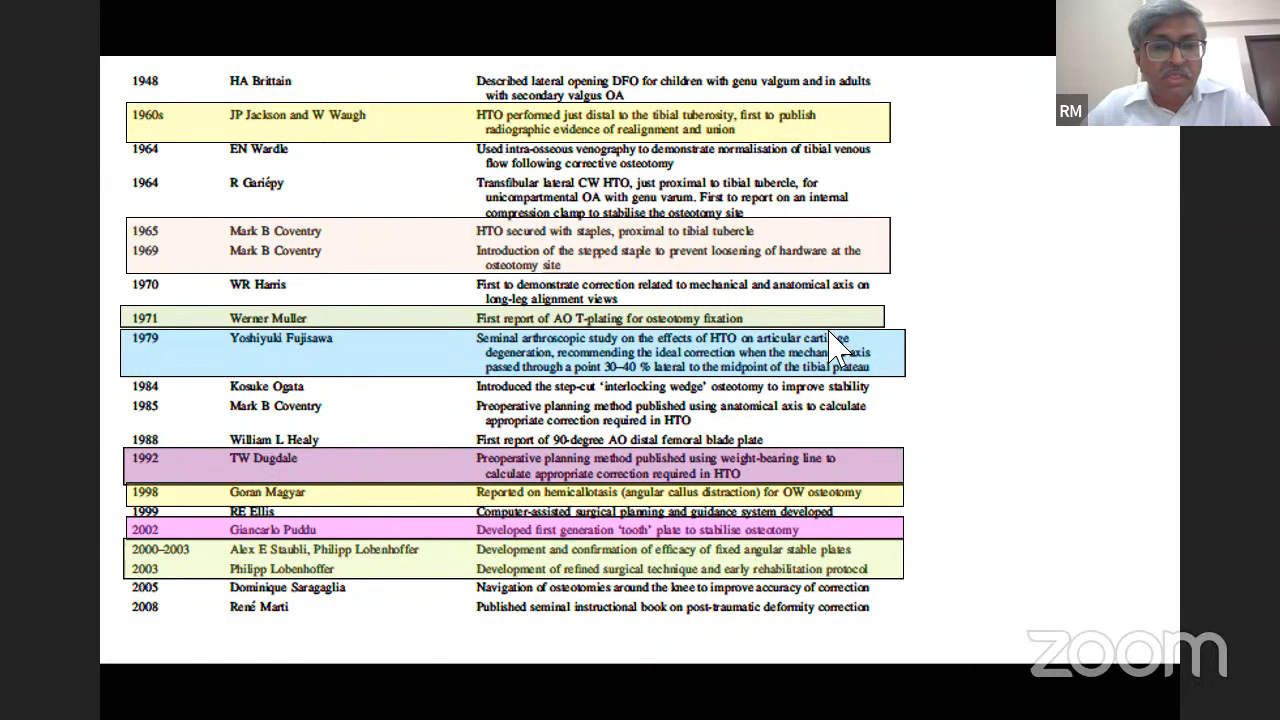 1948 HA Brittain Described lateral opening DFO for children with genu valgum and in adults
with secondary valgus OA
1960s JP Jackson and W Waugh HTO performed just distal to the tibial tuberosity, first to publish
radiographic evidence of realignment and union
1964 EN Wardle Used intra-osseous venography to demonstrate normalisation of tibial venous
flow following corrective osteotomy
1964 R Gariépy Transfibular lateral CW HTO, just proximal to tibial tubercle, for
unicompartmental OA with genu varum. First to report on an internal
compression clamp to stabilise the osteotomy site
1965 Mark B Coventry HTO secured with staples, proximal to tibial tubercle
1969 Mark B Coventry Introduction of the stepped staple to prevent loosening of hardware at the
osteotomy site
1970 WR Harris First to demonstrate correction related to mechanical and anatomical axis on
long-leg alignment views
1971 Werner Muller First report of AO T-plating for osteotomy fixation
1979 Yoshiyuki Fujisawa Seminal arthroscopic study on the effects of HTO on articular cartilage
degeneration, recommending the ideal correction when the mechanical axis
passed through a point 30–40 % lateral to the midpoint of the tibial plateau
1984 Kosuke Ogata Introduced the step-cut ‘interlocking wedge’ osteotomy to improve stability
1985 Mark B Coventry Preoperative planning method published using anatomical axis to calculate
appropriate correction required in HTO
1988 William L Healy First report of 90-degree AO distal femoral blade plate
1992 TW Dugdale Preoperative planning method published using weight-bearing line to
calculate appropriate correction required in HTO
1998 Goran Magyar Reported on hemicallotasis (angular callus distraction) for OW osteotomy
1999 RE Ellis Computer-assisted surgical planning and guidance system developed
2002 Giancarlo Puddu Developed first generation ‘tooth’ plate to stabilise osteotomy
2000–2003 Alex E Staubli, Philipp Lobenhoffer Development and confirmation of efficacy of fixed angular stable plates
2003 Philipp Lobenhoffer Development of refined surgical technique and early rehabilitation protocol
2005 Dominique Saragaglia Navigation of osteotomies around the knee to improve accuracy of correction
2008 René Marti Published seminal instructional book on post-traumatic deformity correction
RM
zoom